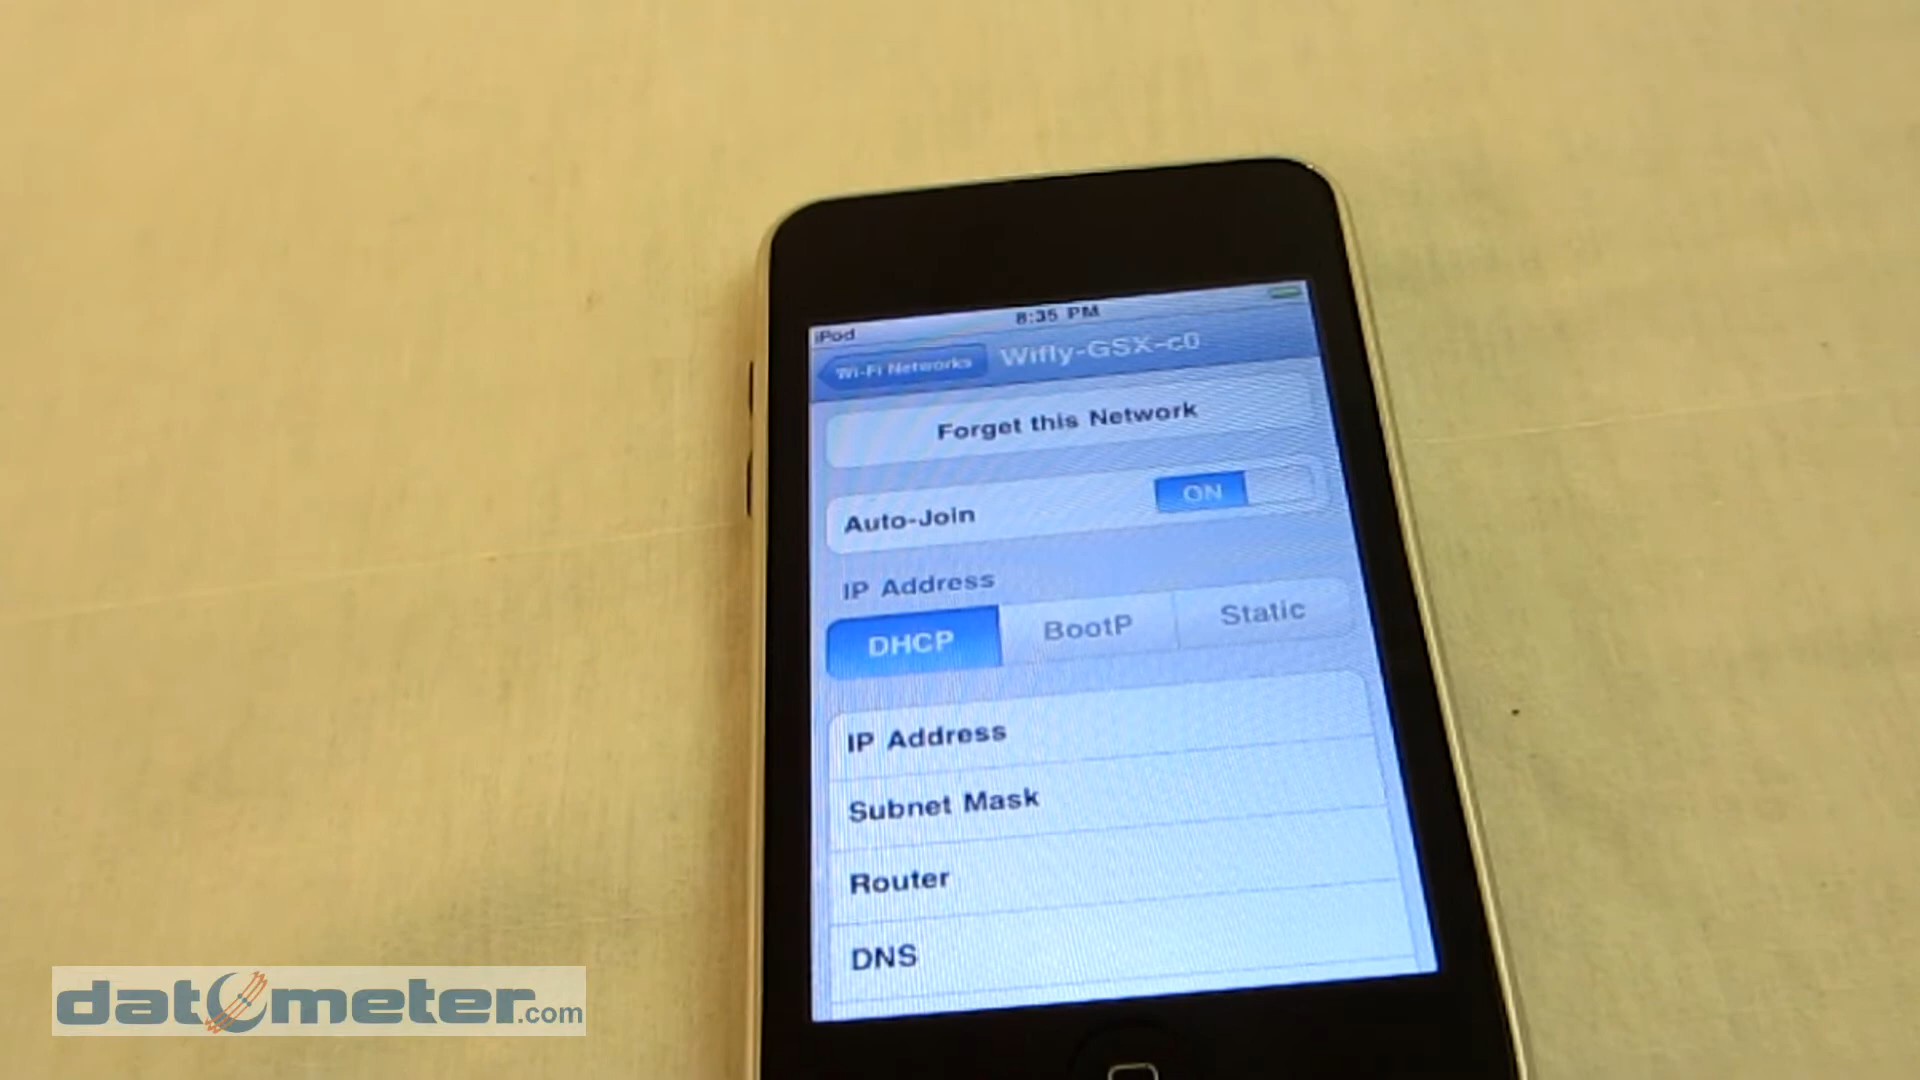 iPod 8:35 PM
Wi-Fi Networks Wifly-GSX-c0
Forget this Network
Auto-Join ON
IP Address
DHCP BootP Static
IP Address
Subnet Mask
Router
DNS
datometer.com